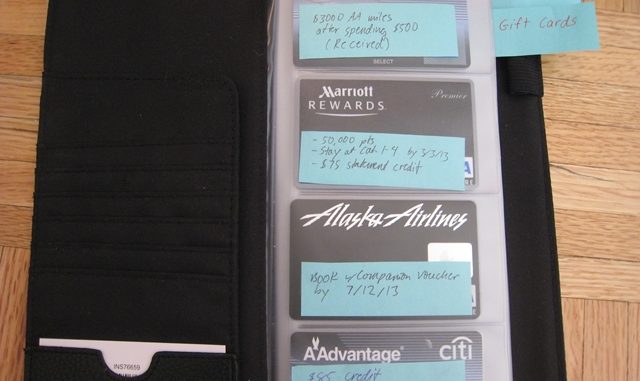 $300D AA miles
after spending $500
(Received)
SELECT
Gift Cards
Marriott
REWARDS
Premier
- 50,000 pts
- Stay at Cat. 1-4 by 3/3/13
- $75 statement credit
Alaska Airlines
BOOK w/ Companion Voucher
by 7/12/13
AAdvantage®
citi
$85 credit
INS76659